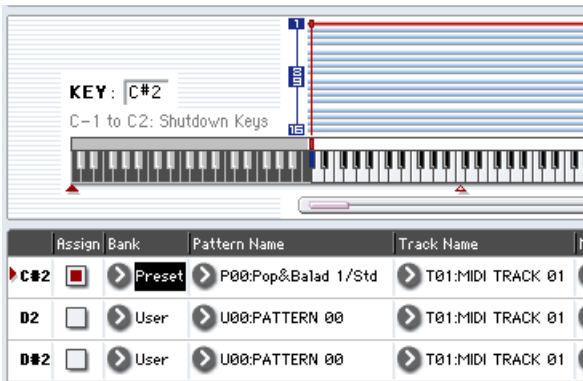 1
8
9
KEY: C#2
C-1 to C2: Shutdown Keys
16
Assign Bank Pattern Name Track Name
C#2 Preset P00:Pop&Balad 1/Std T01:MIDI TRACK 01
D2 User U00:PATTERN 00 T01:MIDI TRACK 01
D#2 User U00:PATTERN 00 T01:MIDI TRACK 01